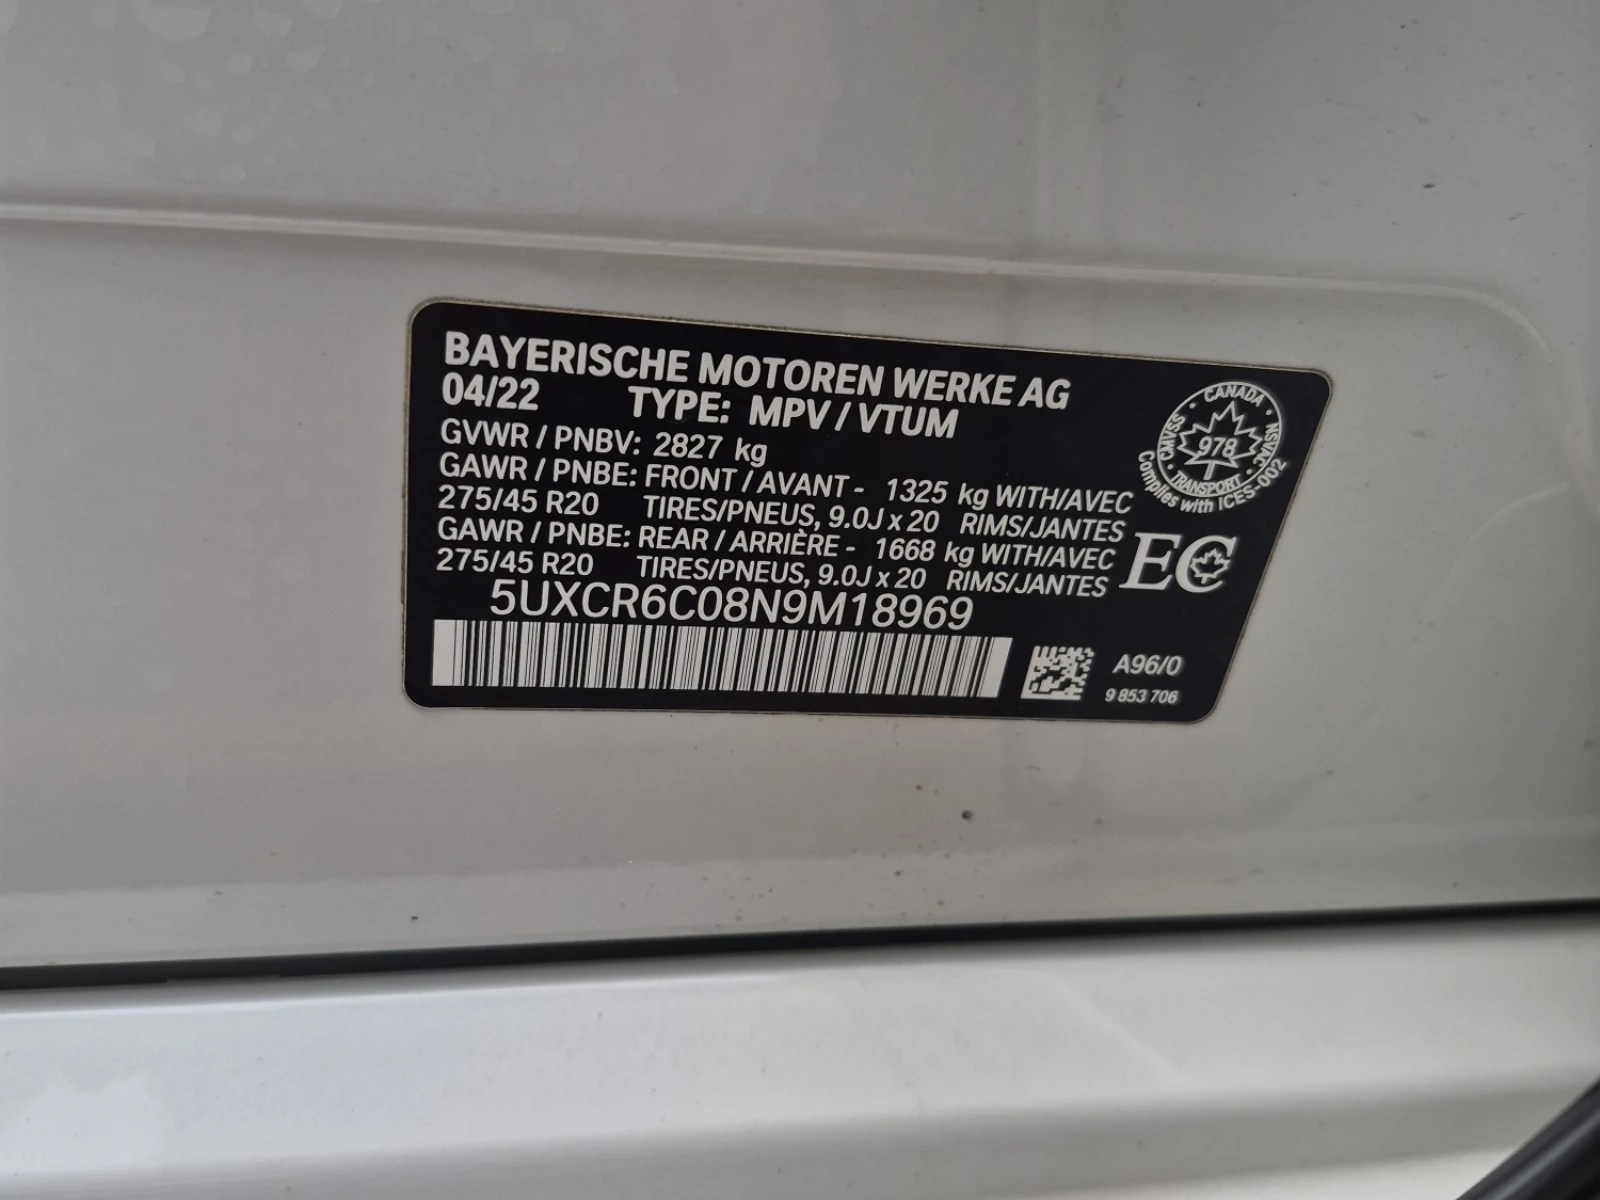 BAYERISCHE MOTOREN WERKE AG
04/22 TYPE: MPV / VTUM
GVWR / PNBV: 2827 kg
GAWR / PNBE: FRONT / AVANT - 1325 kg WITH/AVEC
275/45 R20 TIRES/PNEUS, 9.0J x 20 RIMS/JANTES
GAWR / PNBE: REAR / ARRIÈRE - 1668 kg WITH/AVEC
275/45 R20 TIRES/PNEUS, 9.0J x 20 RIMS/JANTES
5UXCR6C08N9M18969
CANADA
CMVSS • NSVAC
978
TRANSPORT
Complies with ICES-002
EC
A96/0
9 853 706